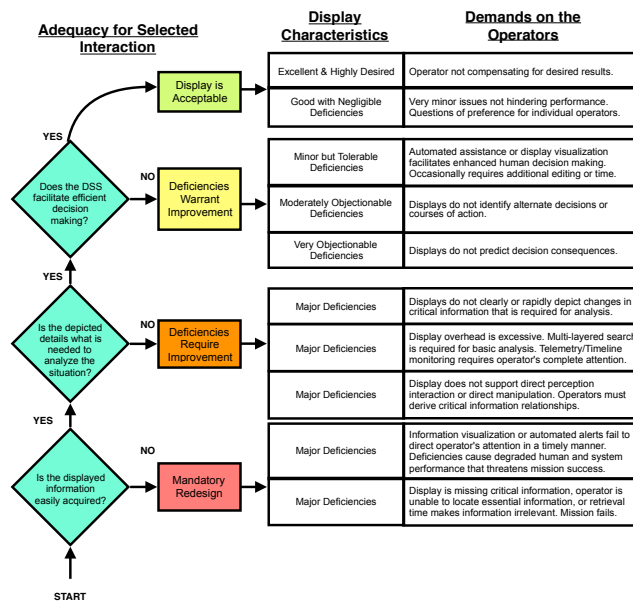 Adequacy for Selected
Interaction
Display
Characteristics
Demands on the
Operators
Display is
Acceptable
Excellent & Highly Desired
Operator not compensating for desired results.
Good with Negligible
Deficiencies
Very minor issues not hindering performance.
Questions of preference for individual operators.
YES
Does the DSS
facilitate efficient
decision
making?
NO
Deficiencies
Warrant
Improvement
Minor but Tolerable
Deficiencies
Automated assistance or display visualization
facilitates enhanced human decision making.
Occasionally requires additional editing or time.
Moderately Objectionable
Deficiencies
Displays do not identify alternate decisions or
courses of action.
Very Objectionable
Deficiencies
Displays do not predict decision consequences.
YES
Is the depicted
details what is
needed to
analyze the
situation?
NO
Deficiencies
Require
Improvement
Major Deficiencies
Displays do not clearly or rapidly depict changes in
critical information that is required for analysis.
Major Deficiencies
Display overhead is excessive. Multi-layered search
is required for basic analysis. Telemetry/Timeline
monitoring requires operator's complete attention.
Major Deficiencies
Display does not support direct perception
interaction or direct manipulation. Operators must
derive critical information relationships.
YES
Is the displayed
information
easily acquired?
NO
Mandatory
Redesign
Major Deficiencies
Information visualization or automated alerts fail to
direct operator's attention in a timely manner.
Deficiencies cause degraded human and system
performance that threatens mission success.
Major Deficiencies
Display is missing critical information, operator is
unable to locate essential information, or retrieval
time makes information irrelevant. Mission fails.
START